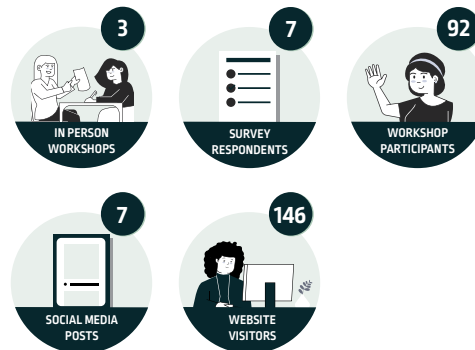 3
IN PERSON
WORKSHOPS
7
SURVEY
RESPONDENTS
92
WORKSHOP
PARTICIPANTS
7
SOCIAL MEDIA
POSTS
146
WEBSITE
VISITORS